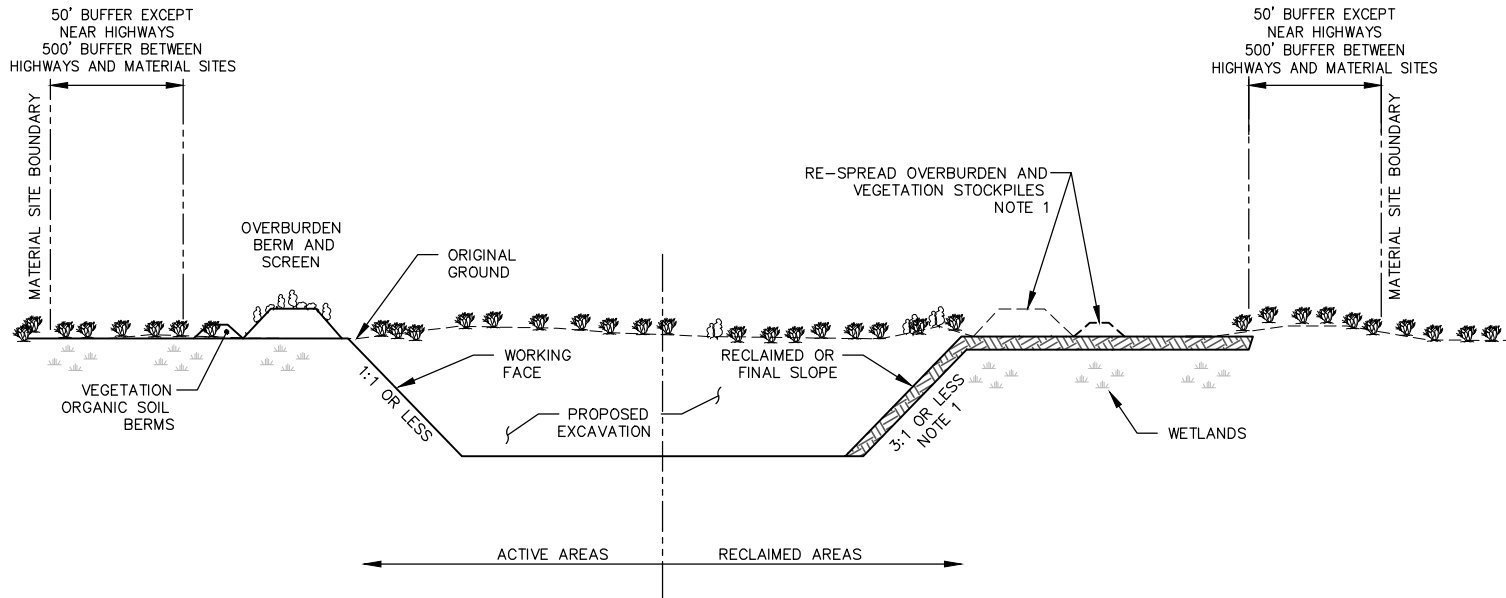 50' BUFFER EXCEPT
NEAR HIGHWAYS
500' BUFFER BETWEEN
HIGHWAYS AND MATERIAL SITES
MATERIAL SITE BOUNDARY
OVERBURDEN
BERM AND
SCREEN
ORIGINAL
GROUND
VEGETATION
ORGANIC SOIL
BERMS
1:1 OR LESS
WORKING
FACE
PROPOSED
EXCAVATION
RECLAIMED OR
FINAL SLOPE
3:1 OR LESS
NOTE 1
RE-SPREAD OVERBURDEN AND
VEGETATION STOCKPILES
NOTE 1
WETLANDS
50' BUFFER EXCEPT
NEAR HIGHWAYS
500' BUFFER BETWEEN
HIGHWAYS AND MATERIAL SITES
MATERIAL SITE BOUNDARY
ACTIVE AREAS
RECLAIMED AREAS